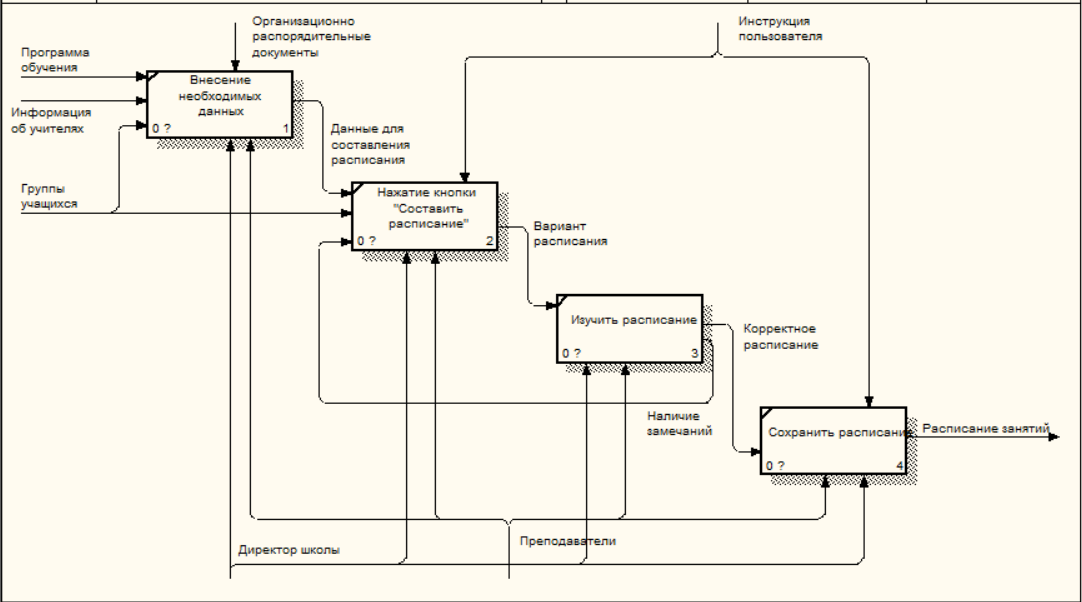 Организационно
распорядительные
документы
Инструкция
пользователя
Программа
обучения
Внесение
необходимых
данных
0 ?
1
Информация
об учителях
Данные для
составления
расписания
Группы
учащихся
Нажатие кнопки
"Составить
расписание"
0 ?
2
Вариант
расписания
Изучить расписание
0 ?
3
Корректное
расписание
Наличие
замечаний
Сохранить расписани
0 ?
4
Расписание занятий
Директор школы
Преподаватели